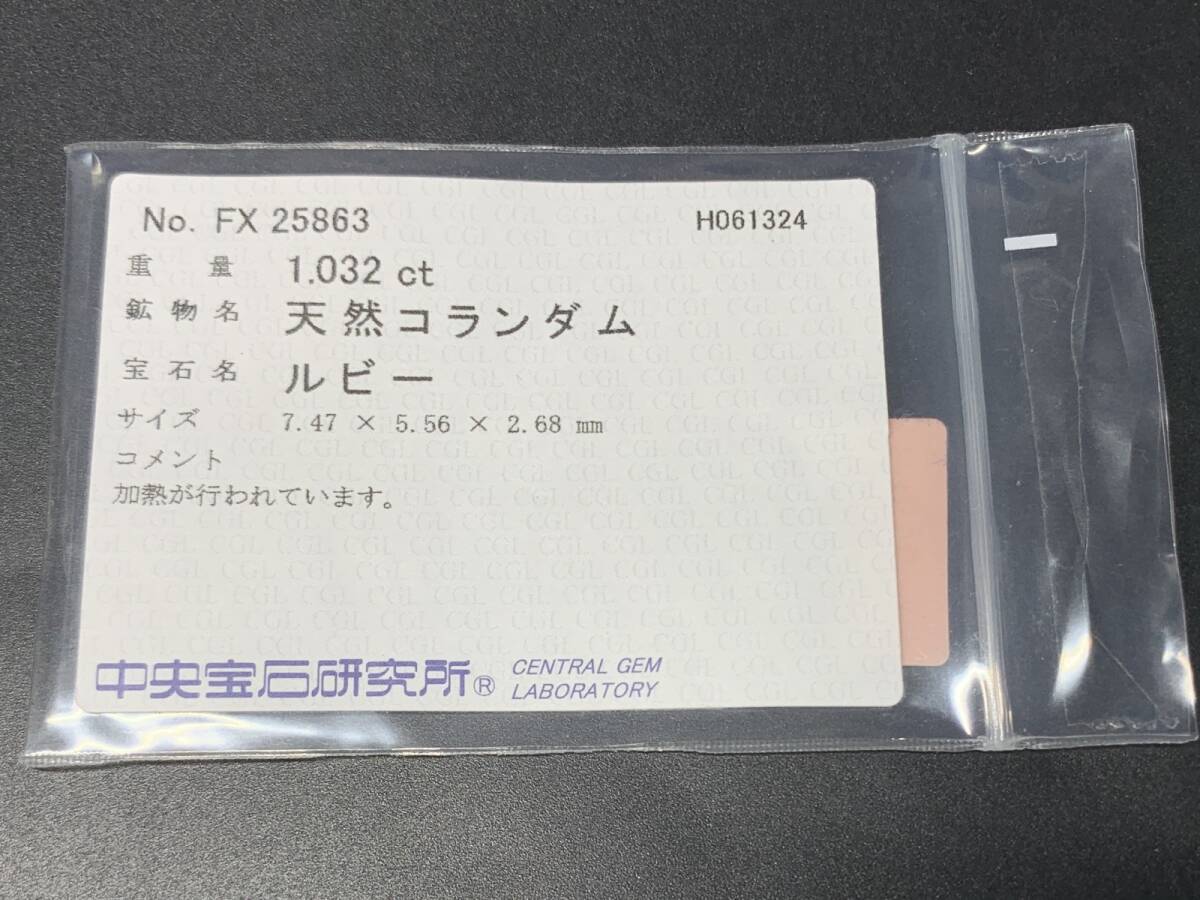 No. FX 25863 H061324
重量 1.032 ct
鉱物名 天然コランダム
宝石名 ルビー
サイズ 7.47 × 5.56 × 2.68 mm
コメント
加熱が行われています。
中央宝石研究所® CENTRAL GEM
LABORATORY